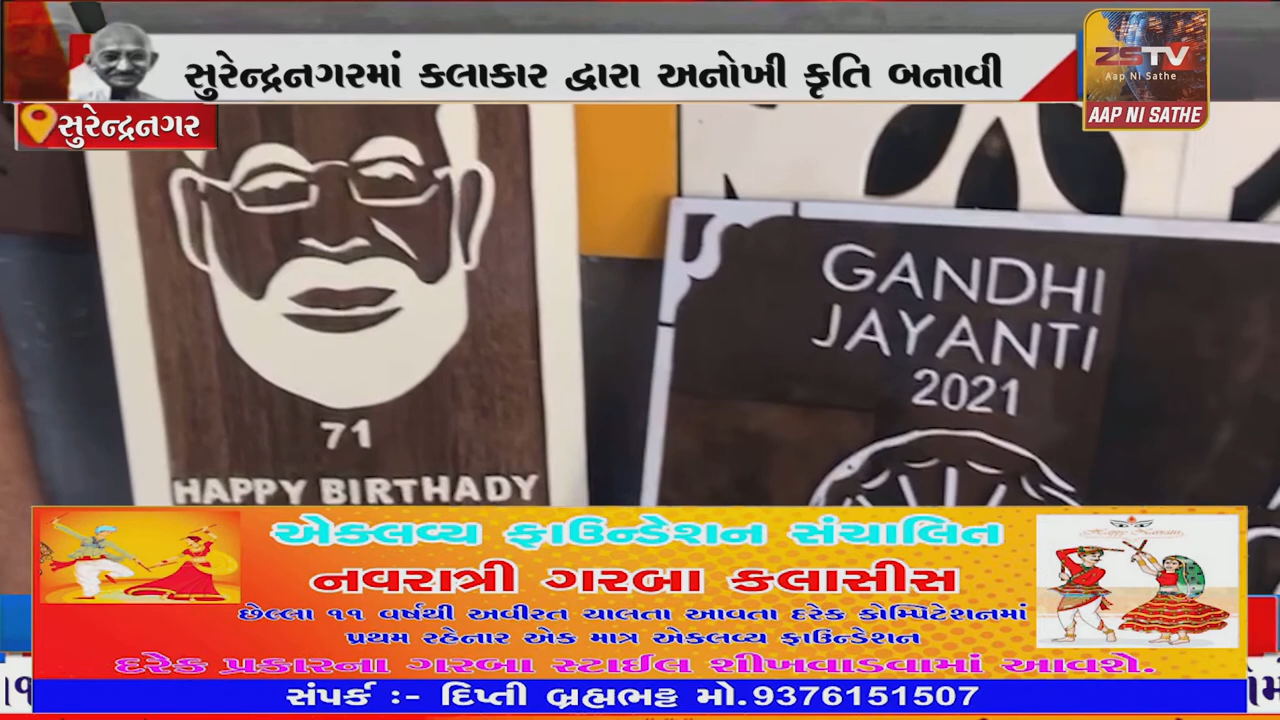 સુરેન્દ્રનગરમાં કલાકાર દ્વારા અનોખી કૃતિ બનાવી
ZSTV
Aap Ni Sathe
AAP NI SATHE
સુરેન્દ્રનગર
GANDHI
JAYANTI
2021
71
HAPPY BIRTHADY
એકલવ્ય ફાઉન્ડેશન સંચાલિત
નવરાત્રી ગરબા ક્લાસીસ
છેલ્લા ૧૧ વર્ષથી અવીરત ચાલતા આવતા દરેક કોમ્પિટેશનમાં
પ્રથમ રહેનાર એક માત્ર એકલવ્ય ફાઉન્ડેશન
દરેક પ્રકારના ગરબા સ્ટાઈલ શીખવાડવામાં આવશે.
સંપર્ક :- દિપ્તી બ્રહ્મભટ્ટ મો.9376151507